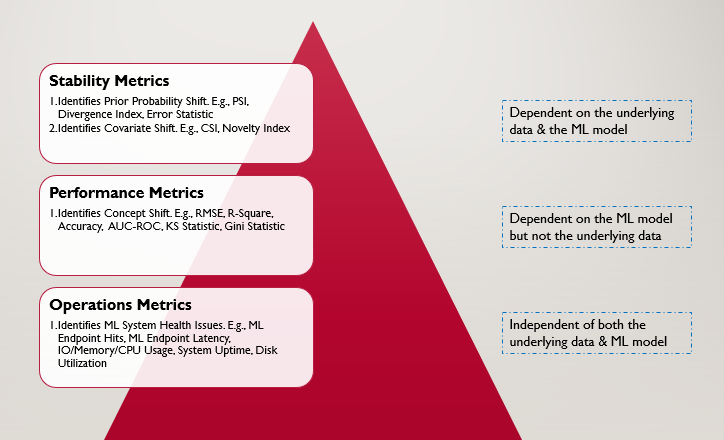 Stability Metrics
1.Identifies Prior Probability Shift. E.g., PSI,
Divergence Index, Error Statistic
2.Identifies Covariate Shift. E.g., CSI, Novelty Index
Dependent on the underlying
data & the ML model
Performance Metrics
1.Identifies Concept Shift. E.g., RMSE, R-Square,
Accuracy, AUC-ROC, KS Statistic, Gini Statistic
Dependent on the ML model
but not the underlying data
Operations Metrics
1.Identifies ML System Health Issues. E.g., ML
Endpoint Hits, ML Endpoint Latency,
IO/Memory/CPU Usage, System Uptime, Disk
Utilization
Independent of both the
underlying data & ML model